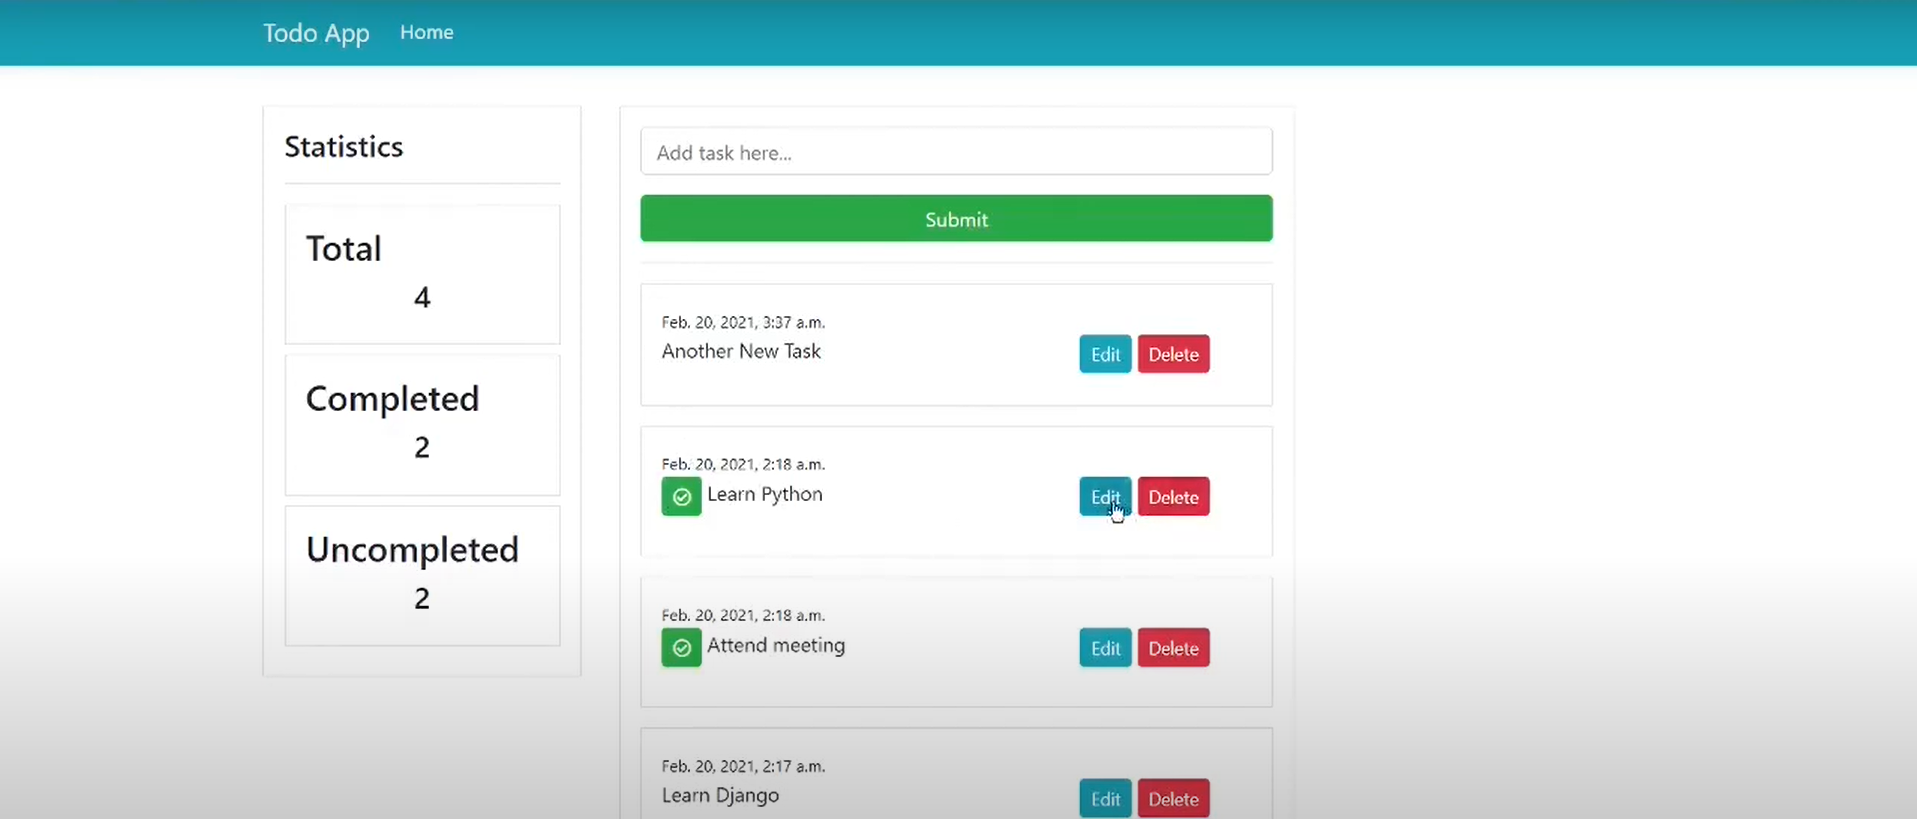 Todo App Home
Statistics
Total
4
Completed
2
Uncompleted
2
Add task here...
Submit
Feb. 20, 2021, 3:37 a.m.
Another New Task
Edit Delete
Feb. 20, 2021, 2:18 a.m.
Learn Python
Edit Delete
Feb. 20, 2021, 2:18 a.m.
Attend meeting
Edit Delete
Feb. 20, 2021, 2:17 a.m.
Learn Django
Edit Delete